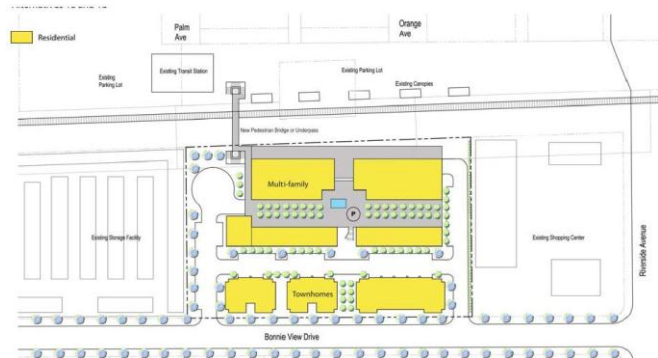 Palm
Ave
Orange
Ave
Residential
Existing
Parking Lot
Existing Transit Station
Existing Parking Lot
Existing Canopies
New Pedestrian Bridge or Underpass
Multi-family
P
Existing Storage Facility
Existing Shopping Center
Riverside Avenue
Townhomes
Bonnie View Drive